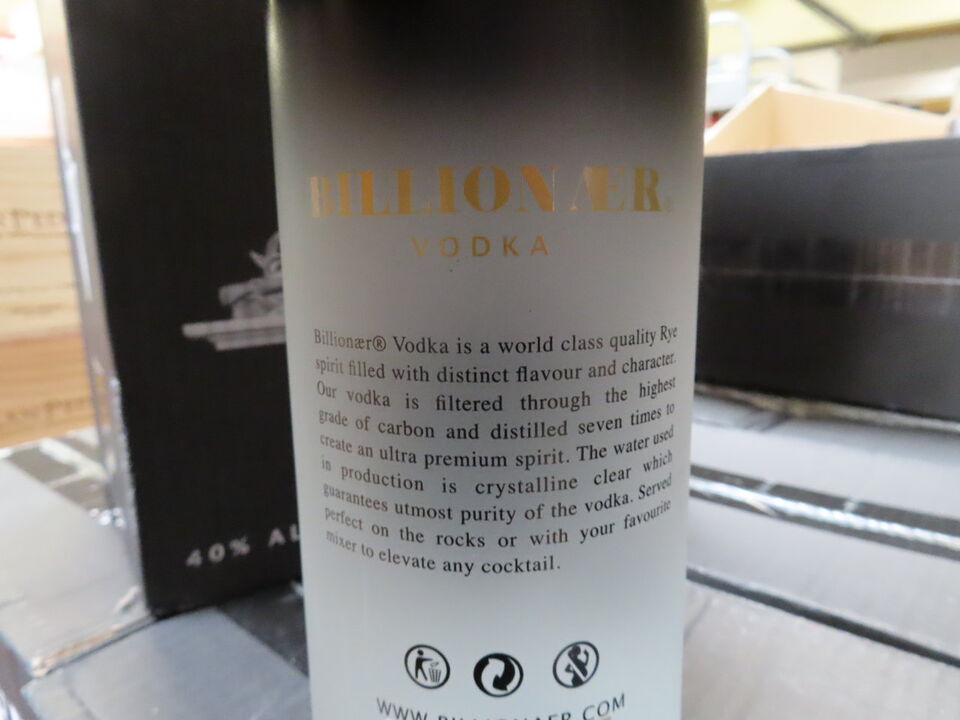 BILLIONÆR.
VODKA
Billionær® Vodka is a world class quality Rye
spirit filled with distinct flavour and character.
Our vodka is filtered through the highest
grade of carbon and distilled seven times to
create an ultra premium spirit. The water used
in production is crystalline clear which
guarantees utmost purity of the vodka. Served
perfect on the rocks or with your favourite
mixer to elevate any cocktail.
WWW.BILLIONAER.COM
40% AL